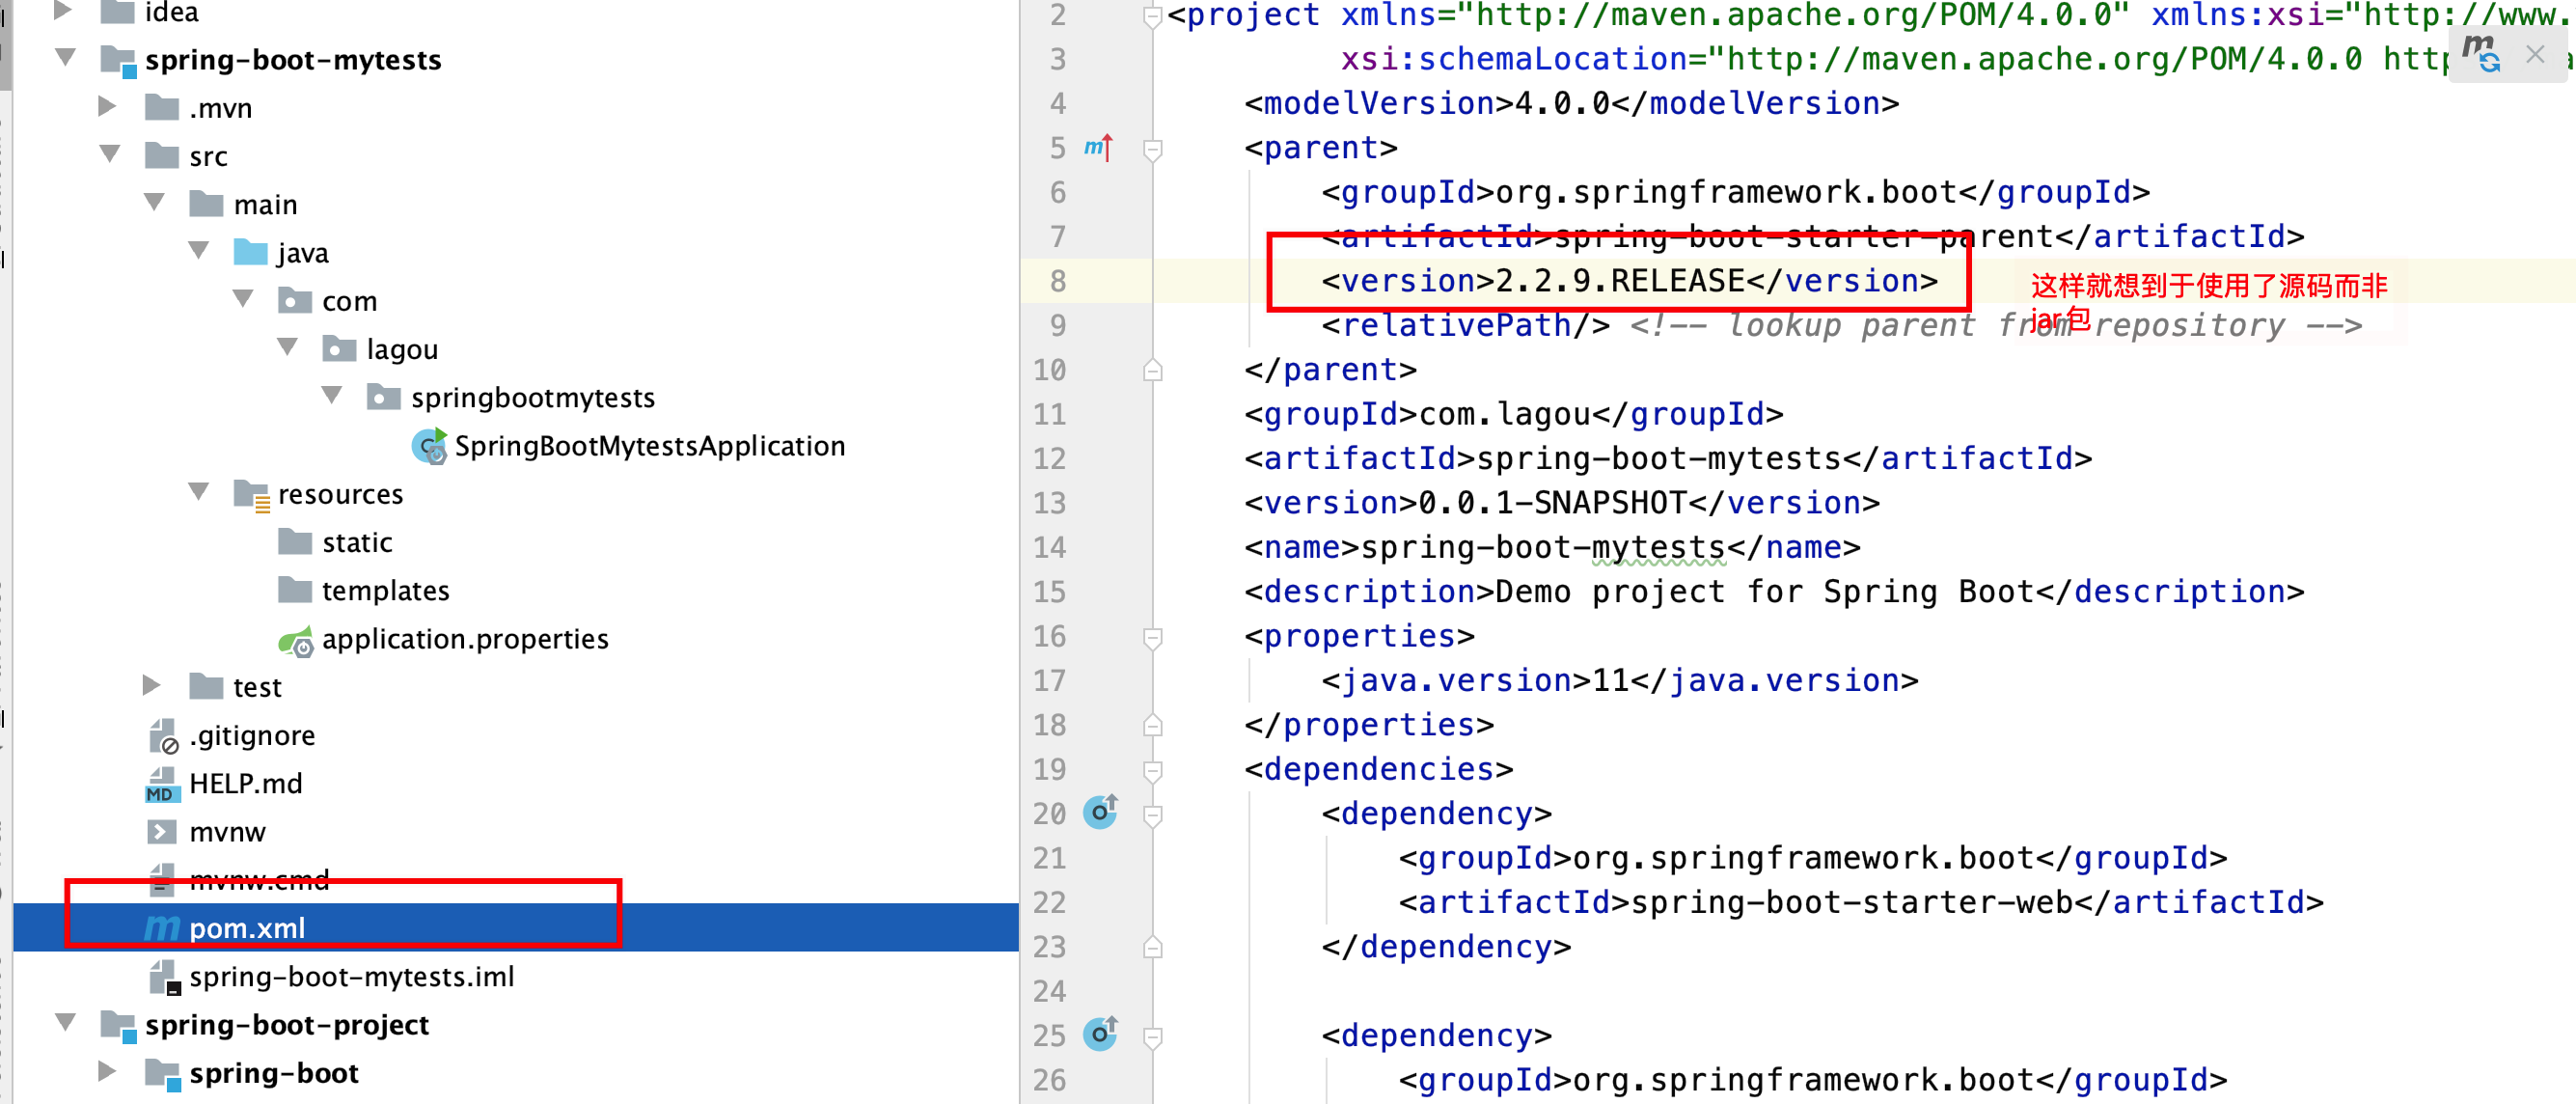 idea
spring-boot-mytests
.mvn
src
main
java
com
lagou
springbootmytests
SpringBootMytestsApplication
resources
static
templates
application.properties
test
.gitignore
HELP.md
mvnw
mvnw.cmd
pom.xml
spring-boot-mytests.iml
spring-boot-project
spring-boot
2 <project xmlns="http://maven.apache.org/POM/4.0.0" xmlns:xsi="http://www.
3 xsi:schemaLocation="http://maven.apache.org/POM/4.0.0
4 <modelVersion>4.0.0</modelVersion>
5 <parent>
6 <groupId>org.springframework.boot</groupId>
7 <artifactId>spring-boot-starter-parent</artifactId>
8 <version>2.2.9.RELEASE</version>
这样就想到于使用了源码而非
jar包
9 <relativePath/> <!-- lookup parent from repository -->
10 </parent>
11 <groupId>com.lagou</groupId>
12 <artifactId>spring-boot-mytests</artifactId>
13 <version>0.0.1-SNAPSHOT</version>
14 <name>spring-boot-mytests</name>
15 <description>Demo project for Spring Boot</description>
16 <properties>
17 <java.version>11</java.version>
18 </properties>
19 <dependencies>
20 <dependency>
21 <groupId>org.springframework.boot</groupId>
22 <artifactId>spring-boot-starter-web</artifactId>
23 </dependency>
24
25 <dependency>
26 <groupId>org.springframework.boot</groupId>